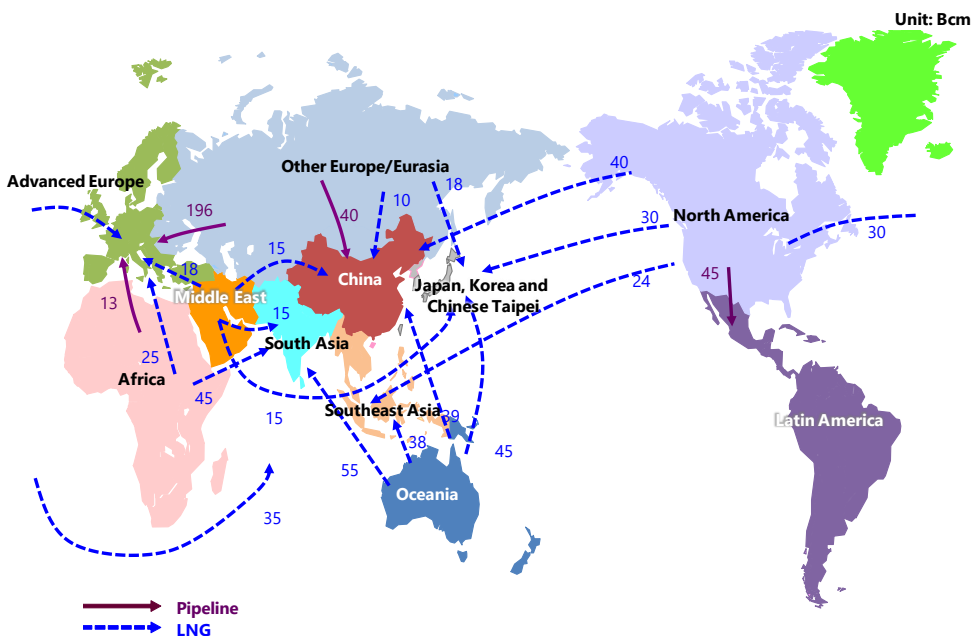 Unit: Bcm
40
Other Europe/Eurasia
18
Advanced Europe
10
196
40
30
North America
30
15
18
China
45
24
Middle East
Japan, Korea and
Chinese Taipei
13
15
South Asia
25
Africa
45
Southeast Asia
39
15
Latin America
38
45
55
Oceania
35
Pipeline
LNG